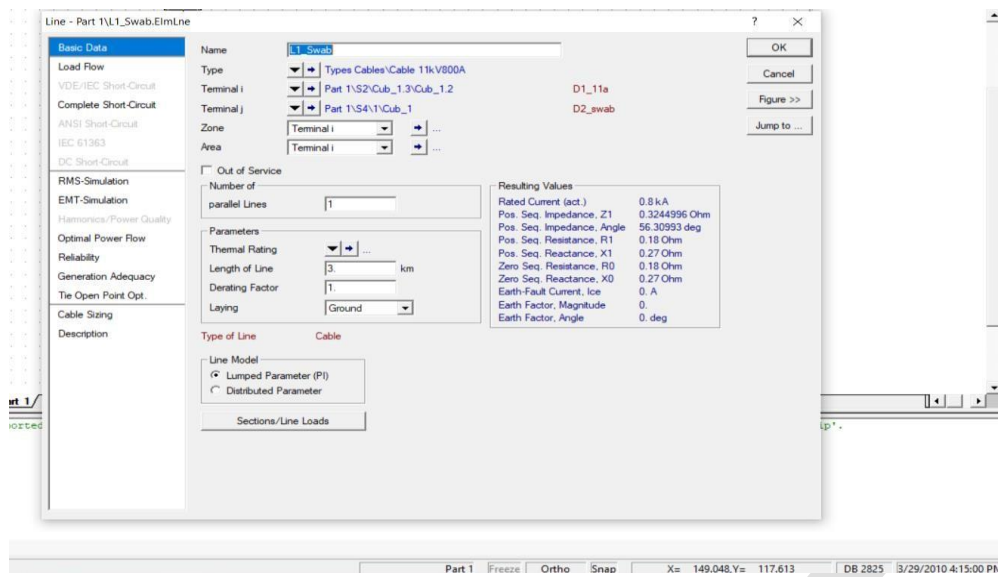 Line - Part 1\L1_Swab.ElmLne
?
Basic Data
Load Flow
VDE/IEC Short-Circuit
Complete Short-Circuit
ANSI Short-Circuit
IEC 61363
DC Short-Circuit
RMS-Simulation
EMT-Simulation
Harmonics/Power Quality
Optimal Power Flow
Reliability
Generation Adequacy
Tie Open Point Opt.
Cable Sizing
Description
Name L1_Swab
Type Types Cables\Cable 11kV800A
Terminal i Part 1\S2\Cub_1.3\Cub_1.2 D1_11a
Terminal j Part 1\S4\1\Cub_1 D2_swab
Zone Terminal i ...
Area Terminal i ...
Out of Service
Number of
parallel Lines 1
Parameters
Thermal Rating ...
Length of Line 3. km
Derating Factor 1.
Laying Ground
Type of Line Cable
Line Model
Lumped Parameter (PI)
Distributed Parameter
Sections/Line Loads
Resulting Values
Rated Current (act.) 0.8 kA
Pos. Seq. Impedance, Z1 0.3244996 Ohm
Pos. Seq. Impedance, Angle 56.30993 deg
Pos. Seq. Resistance, R1 0.18 Ohm
Pos. Seq. Reactance, X1 0.27 Ohm
Zero Seq. Resistance, R0 0.18 Ohm
Zero Seq. Reactance, X0 0.27 Ohm
Earth-Fault Current, Ice 0. A
Earth Factor, Magnitude 0.
Earth Factor, Angle 0. deg
OK
Cancel
Figure >>
Jump to ...
art 1
orted
ip'.
Part 1 Freeze Ortho Snap X= 149.048,Y= 117.613 DB 2825 3/29/2010 4:15:00 PM